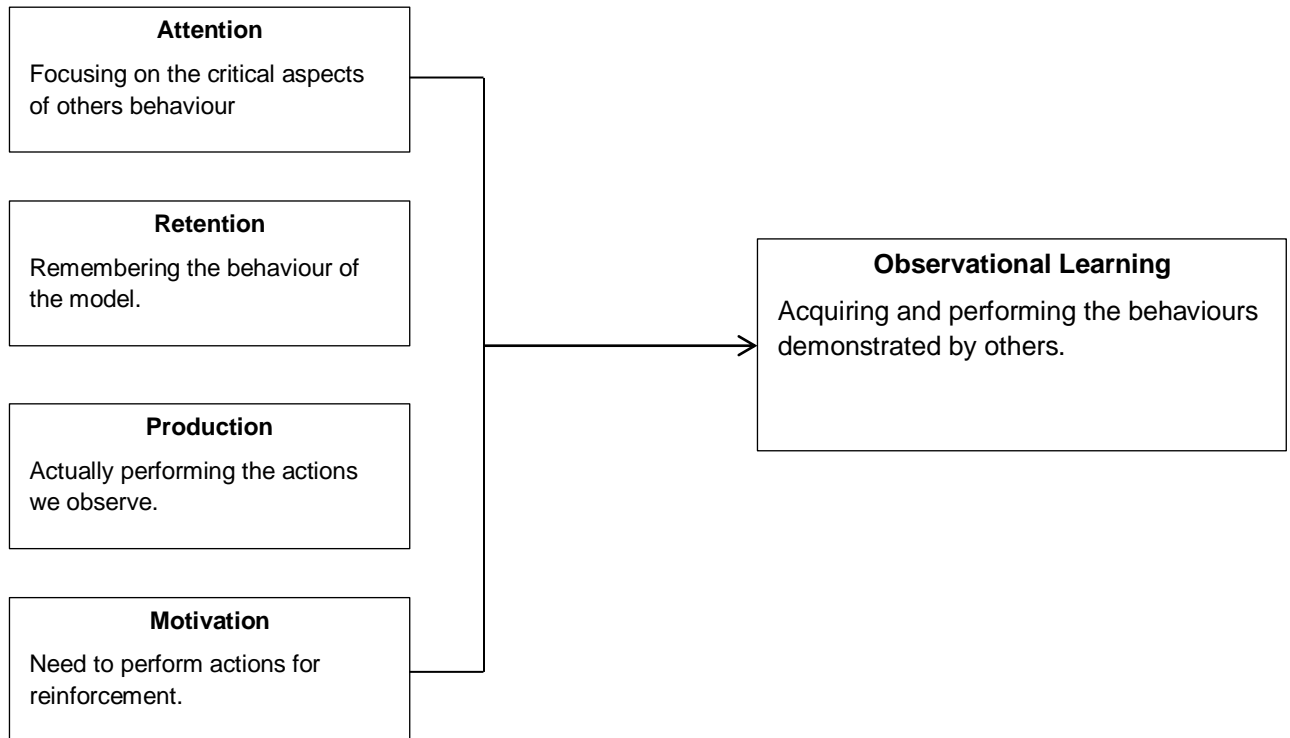 Attention
Focusing on the critical aspects
of others behaviour
Retention
Remembering the behaviour of
the model.
Production
Actually performing the actions
we observe.
Motivation
Need to perform actions for
reinforcement.
Observational Learning
Acquiring and performing the behaviours
demonstrated by others.